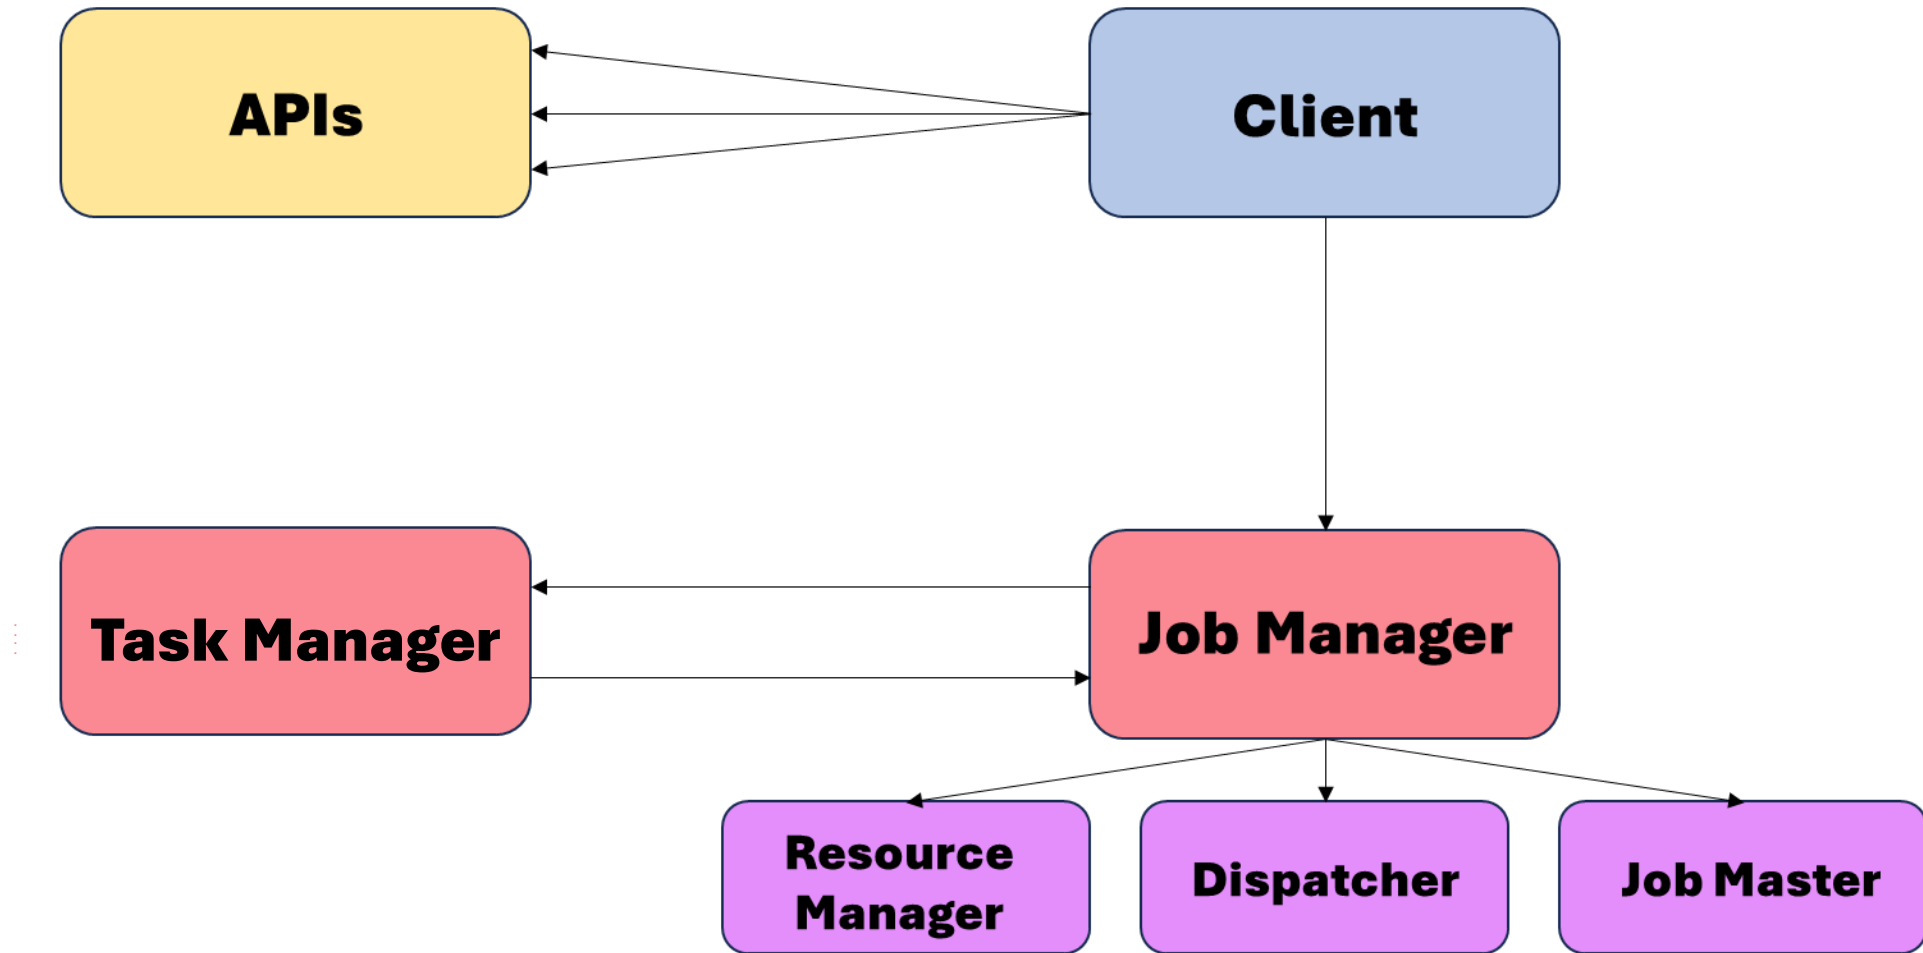 APIs
Client
Task Manager
Job Manager
Resource
Manager
Dispatcher
Job Master